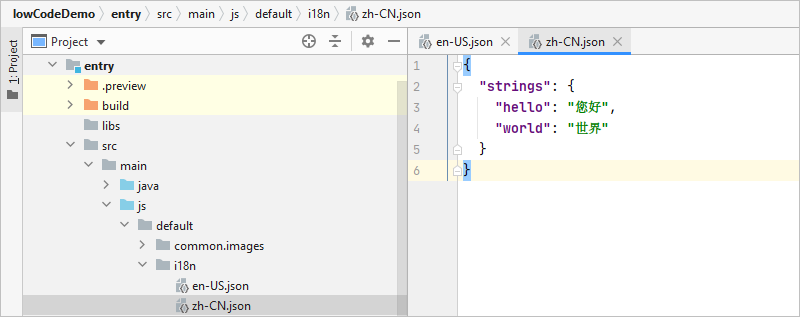 lowCodeDemo › entry › src › main › js › default › i18n › zh-CN.json
1: Project
Project
en-US.json
zh-CN.json
entry
.preview
build
libs
src
main
java
js
default
common.images
i18n
en-US.json
zh-CN.json
1 {
2 "strings": {
3 "hello": "您好",
4 "world": "世界"
5 }
6 }